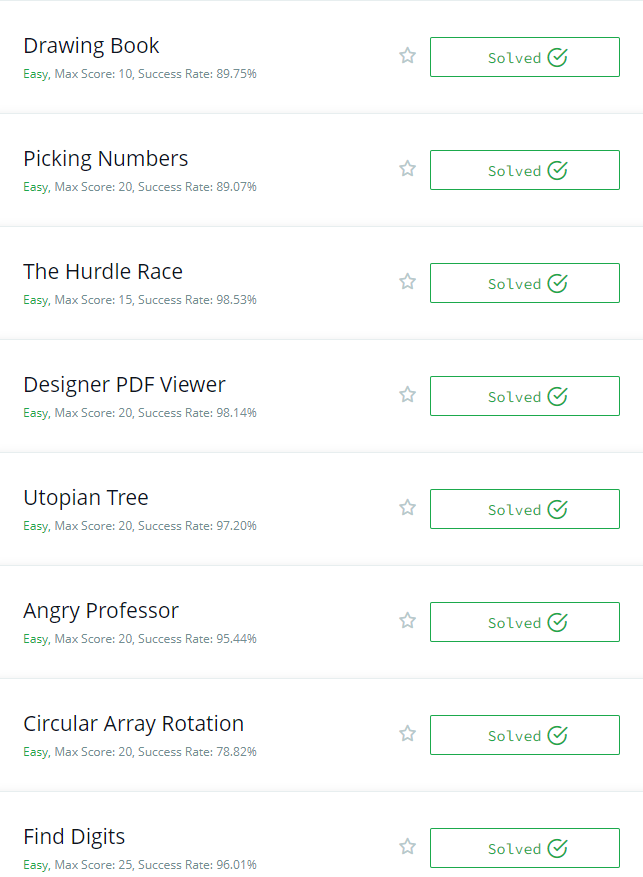 Drawing Book
Easy, Max Score: 10, Success Rate: 89.75%
Solved
Picking Numbers
Easy, Max Score: 20, Success Rate: 89.07%
Solved
The Hurdle Race
Easy, Max Score: 15, Success Rate: 98.53%
Solved
Designer PDF Viewer
Easy, Max Score: 20, Success Rate: 98.14%
Solved
Utopian Tree
Easy, Max Score: 20, Success Rate: 97.20%
Solved
Angry Professor
Easy, Max Score: 20, Success Rate: 95.44%
Solved
Circular Array Rotation
Easy, Max Score: 20, Success Rate: 78.82%
Solved
Find Digits
Easy, Max Score: 25, Success Rate: 96.01%
Solved